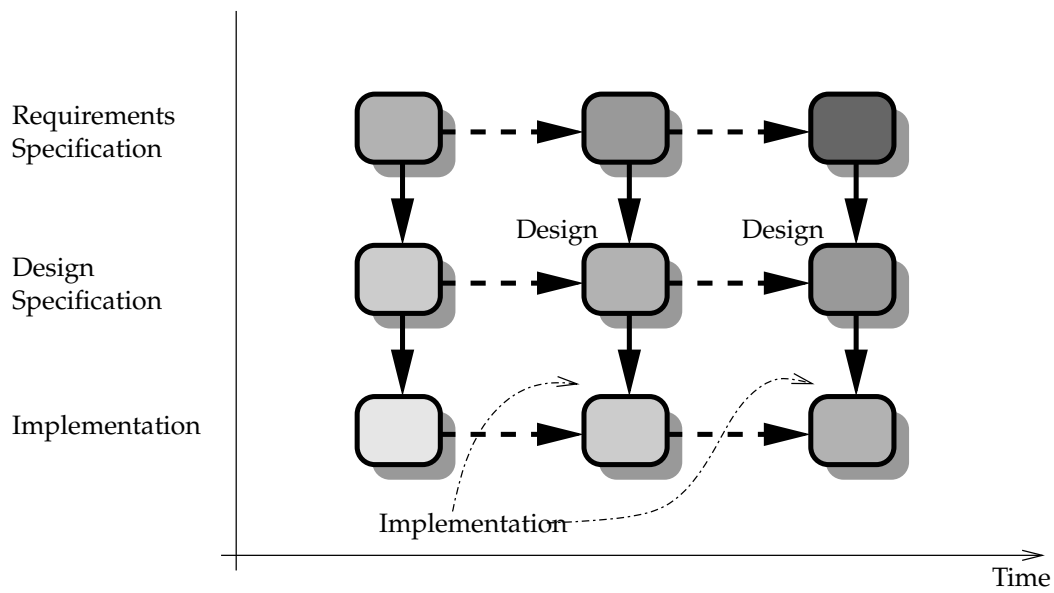 Requirements
Specification
Design
Design
Design
Specification
Implementation
Implementation
Time